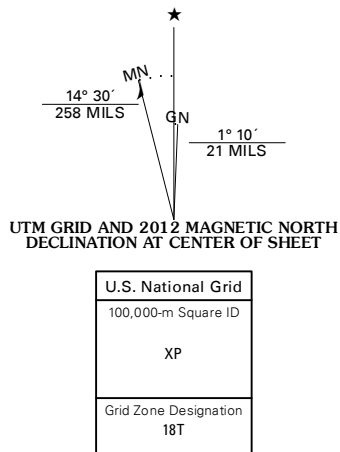 ★
MN
14° 30´
258 MILS
GN
1° 10´
21 MILS
UTM GRID AND 2012 MAGNETIC NORTH
DECLINATION AT CENTER OF SHEET
U.S. National Grid
100,000-m Square ID
XP
Grid Zone Designation
18T